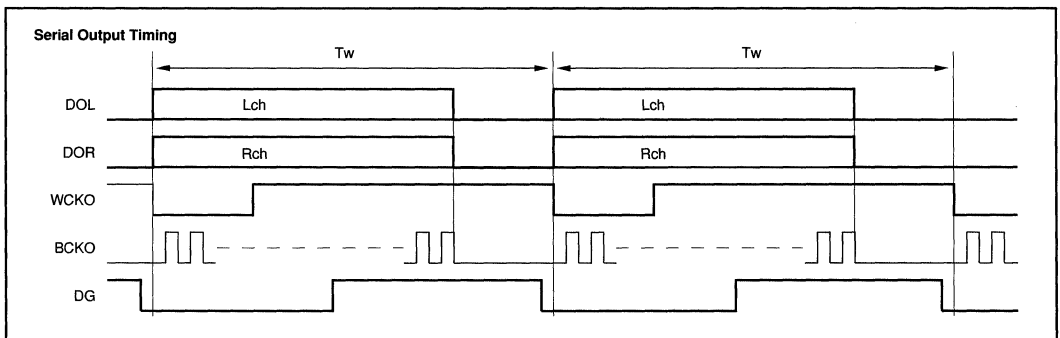 Serial Output Timing
Tw Tw
DOL Lch Lch
DOR Rch Rch
WCKO
BCKO
DG